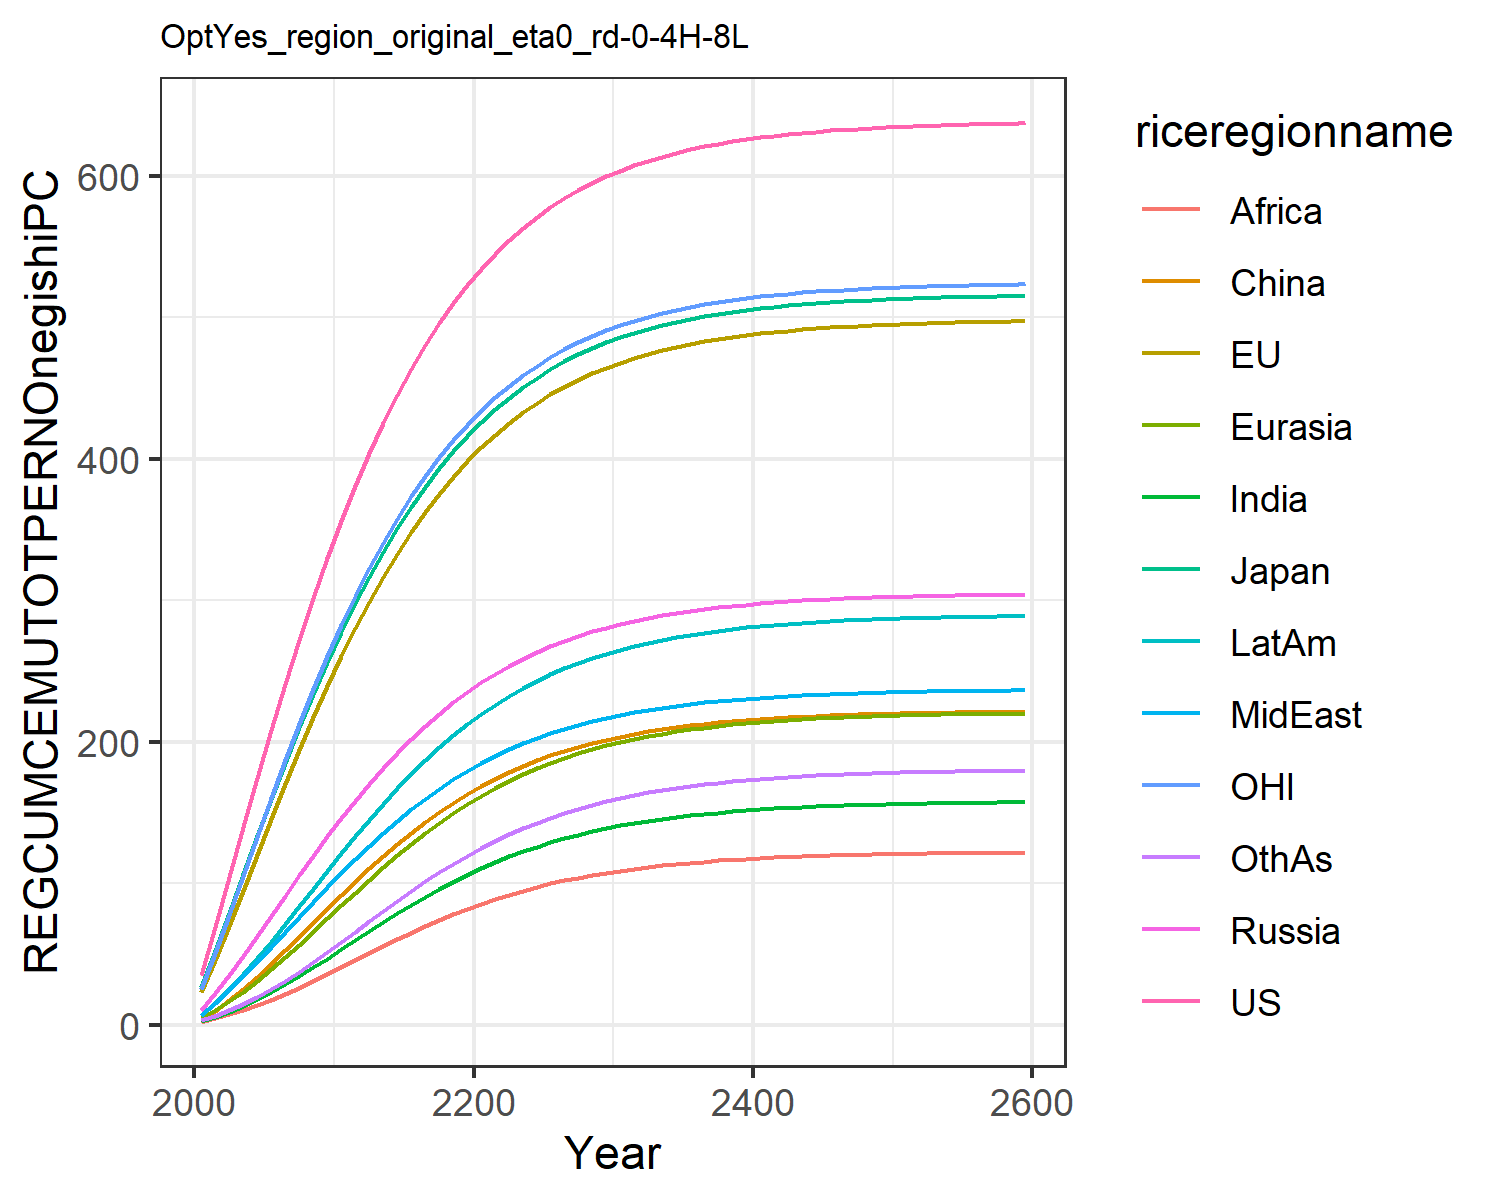 OptYes_region_original_eta0_rd-0-4H-8L
REGCUMCEMUTOTPERNOnegishiPC
600
400
200
0
2000
2200
2400
2600
Year
riceregionname
Africa
China
EU
Eurasia
India
Japan
LatAm
MidEast
OHI
OthAs
Russia
US